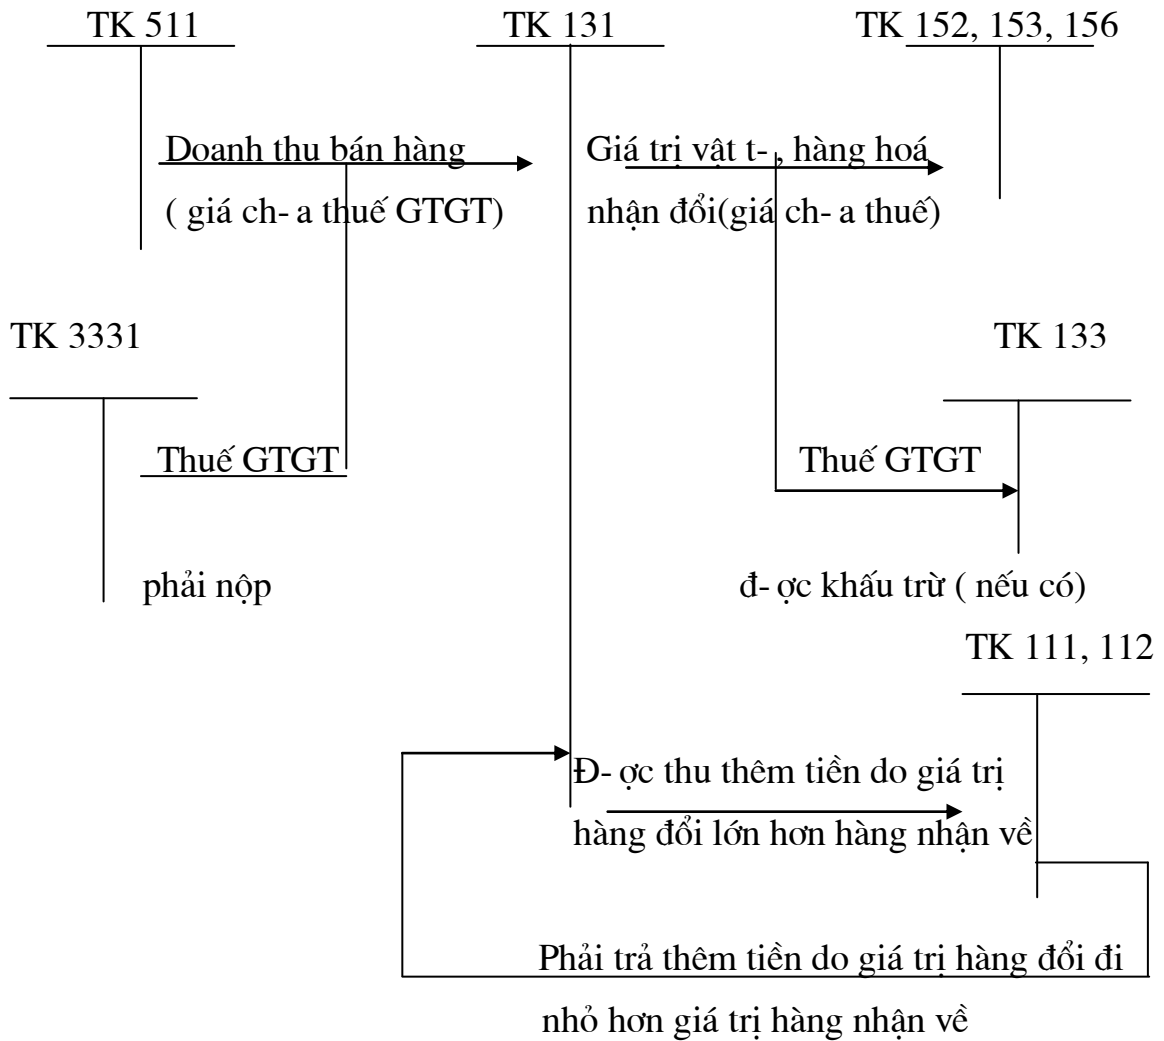 TK 511 TK 131 TK 152, 153, 156
Doanh thu bán hàng
( giá ch- a thuế GTGT)
Giá trị vật t- , hàng hoá
nhận đổi(giá ch- a thuế)
TK 3331 TK 133
Thuế GTGT
phải nộp
Thuế GTGT
đ- ợc khấu trừ ( nếu có)
TK 111, 112
Đ- ợc thu thêm tiền do giá trị
hàng đổi lớn hơn hàng nhận về
Phải trả thêm tiền do giá trị hàng đổi đi
nhỏ hơn giá trị hàng nhận về